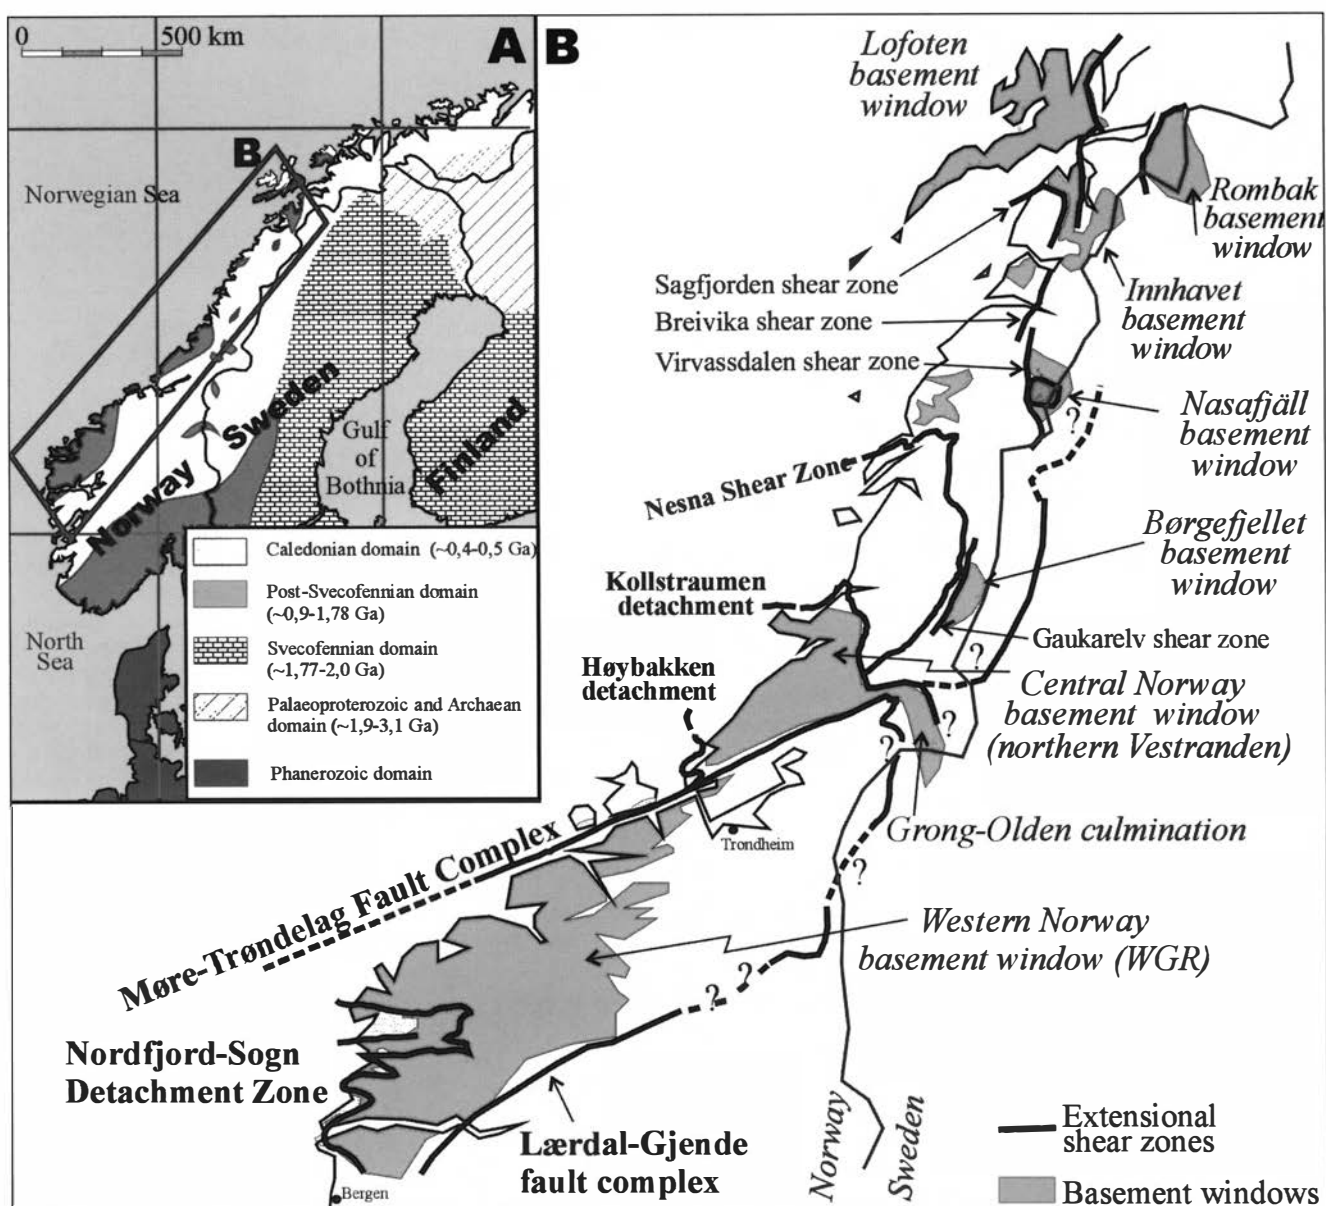 0
500 km
A
B
Norwegian Sea
Norway
Sweden
Finland
Gulf
of
Bothnia
North
Sea
Caledonian domain (~0,4-0,5 Ga)
Post-Svecofennian domain
(~0,9-1,78 Ga)
Svecofennian domain
(~1,77-2,0 Ga)
Palaeoproterozoic and Archaean
domain (~1,9-3,1 Ga)
Phanerozoic domain
B
Lofoten
basement
window
Rombak
basement
window
Innhavet
basement
window
Sagfjorden shear zone
Breivika shear zone
Virvassdalen shear zone
Nasafjäll
basement
window
?
Nesna Shear Zone
Børgefjellet
basement
window
Kollstraumen
detachment
Gaukarelv shear zone
?
Høybakken
detachment
Central Norway
basement window
(northern Vestranden)
?
?
Grong-Olden culmination
Trondheim
?
Møre-Trøndelag Fault Complex
Western Norway
basement window (WGR)
?
?
Nordfjord-Sogn
Detachment Zone
Lærdal-Gjende
fault complex
Bergen
Norway
Sweden
Extensional
shear zones
Basement windows